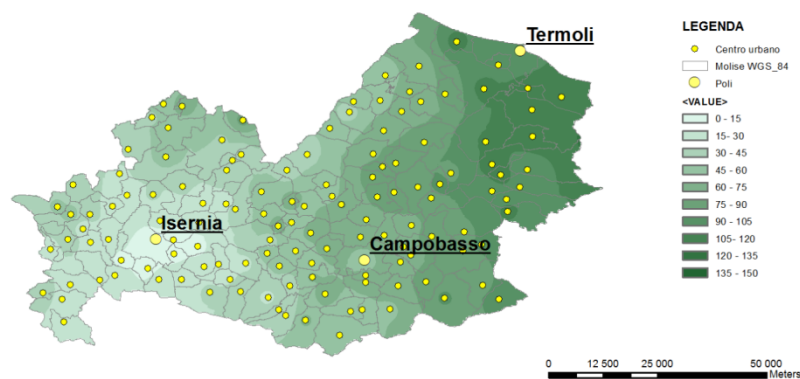 Termoli
Isernia
Campobasso
LEGENDA
Centro urbano
Molise WGS_84
Poli
<VALUE>
0 - 15
15- 30
30 - 45
45 - 60
60 - 75
75 - 90
90 - 105
105- 120
120 - 135
135 - 150
0 12 500 25 000 50 000
Meters